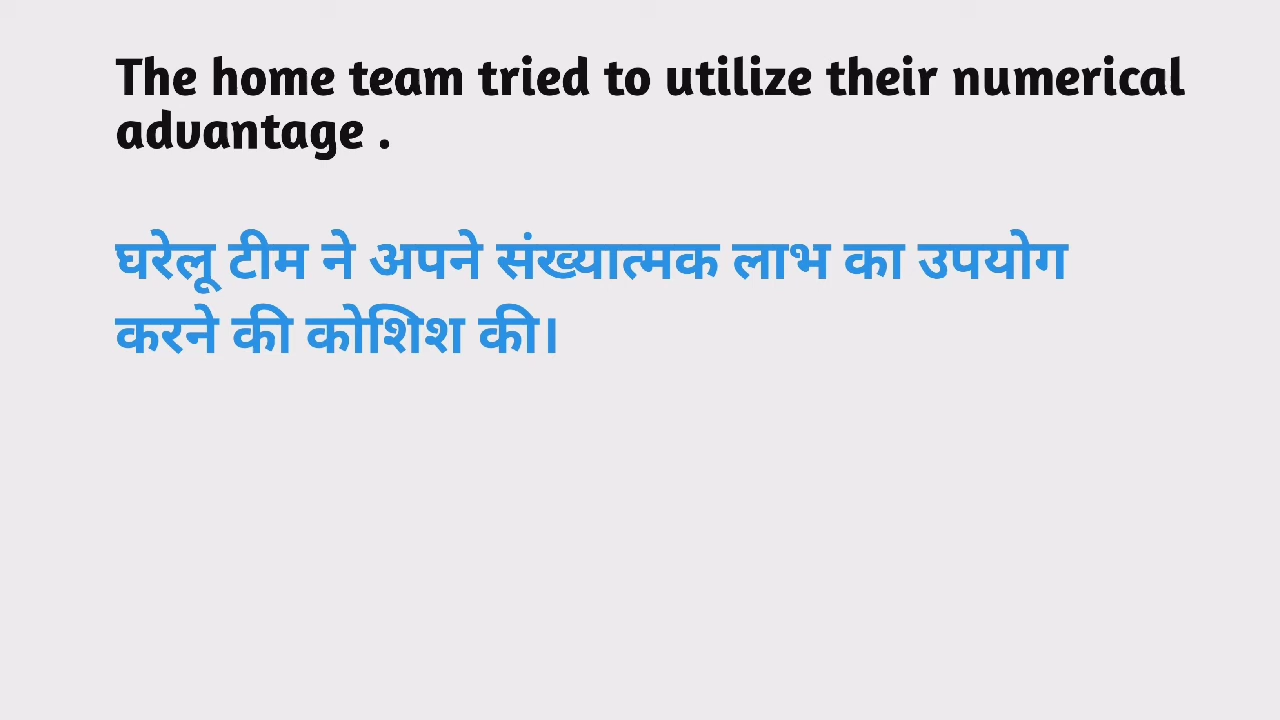 The home team tried to utilize their numerical
advantage .
घरेलू टीम ने अपने संख्यात्मक लाभ का उपयोग
करने की कोशिश की।